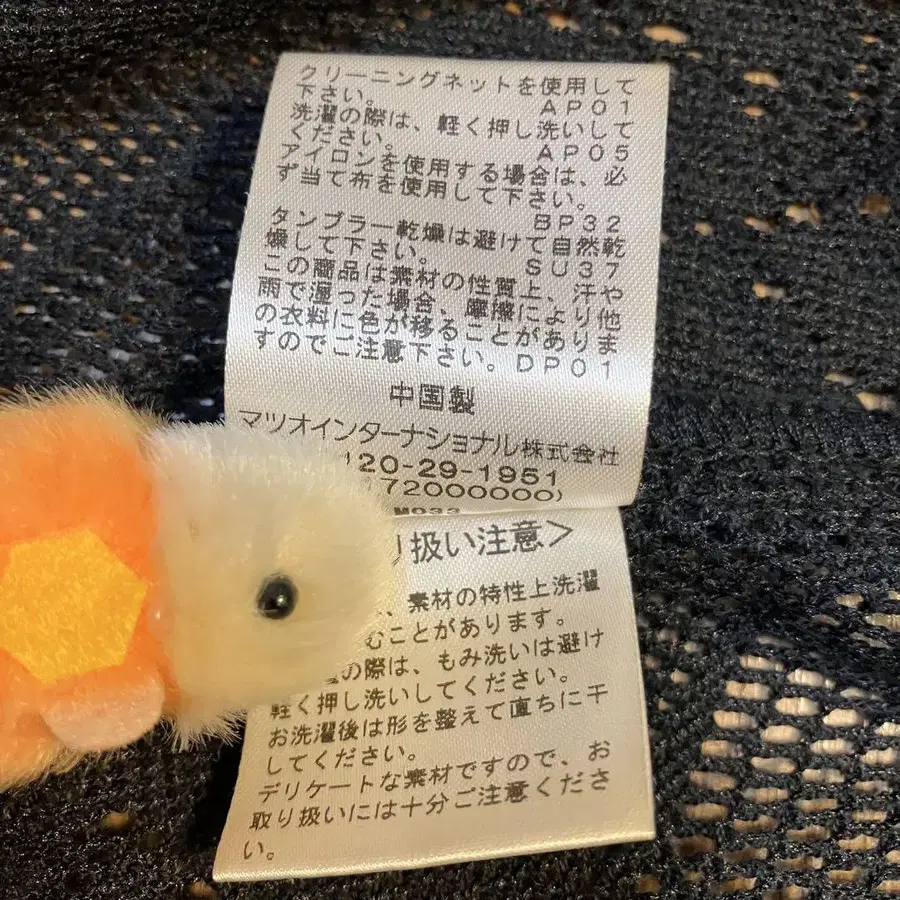 クリーニングネットを使用して
下さい。 AP01
洗濯の際は、軽く押し洗いして
ください。 AP05
アイロンを使用する場合は、必
ず当て布を使用して下さい。
BP32
タンブラー乾燥は避けて自然乾
燥して下さい。 SU37
この商品は素材の性質上、汗や
雨で湿った場合、摩擦により他
の衣料に色が移ることがありま
すのでご注意下さい。DP01
中国製
マツオインターナショナル株式会社
120-29-1951
72000000)
M033
り扱い注意>
、素材の特性上洗濯
むことがあります。
の際は、もみ洗いは避け
軽く押し洗いしてください。
お洗濯後は形を整えて直ちに干
してください。
デリケートな素材ですので、お
取り扱いには十分ご注意くださ
い。